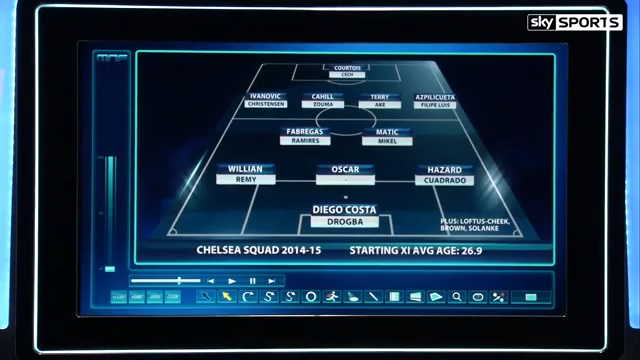 sky SPORTS
MNF
COURTOIS
CECH
IVANOVIC CAHILL TERRY AZPILICUETA
CHRISTENSEN ZOUMA AKE FILIPE LUIS
FABREGAS MATIC
RAMIRES MIKEL
WILLIAN OSCAR HAZARD
REMY - CUADRADO
DIEGO COSTA
DROGBA
PLUS: LOFTUS-CHEEK,
BROWN, SOLANKE
CHELSEA SQUAD 2014-15 STARTING XI AVG AGE: 26.9
CLEAR